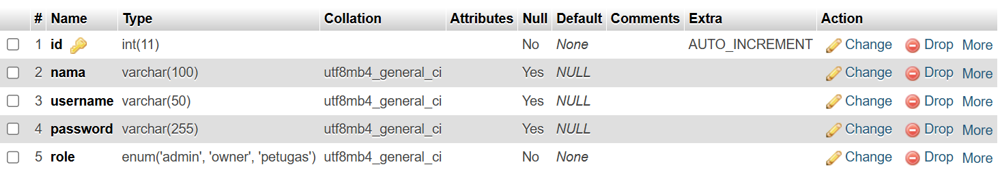 # Name Type Collation Attributes Null Default Comments Extra Action
1 id int(11) No None AUTO_INCREMENT Change Drop More
2 nama varchar(100) utf8mb4_general_ci Yes NULL Change Drop More
3 username varchar(50) utf8mb4_general_ci Yes NULL Change Drop More
4 password varchar(255) utf8mb4_general_ci Yes NULL Change Drop More
5 role enum('admin', 'owner', 'petugas') utf8mb4_general_ci No None Change Drop More